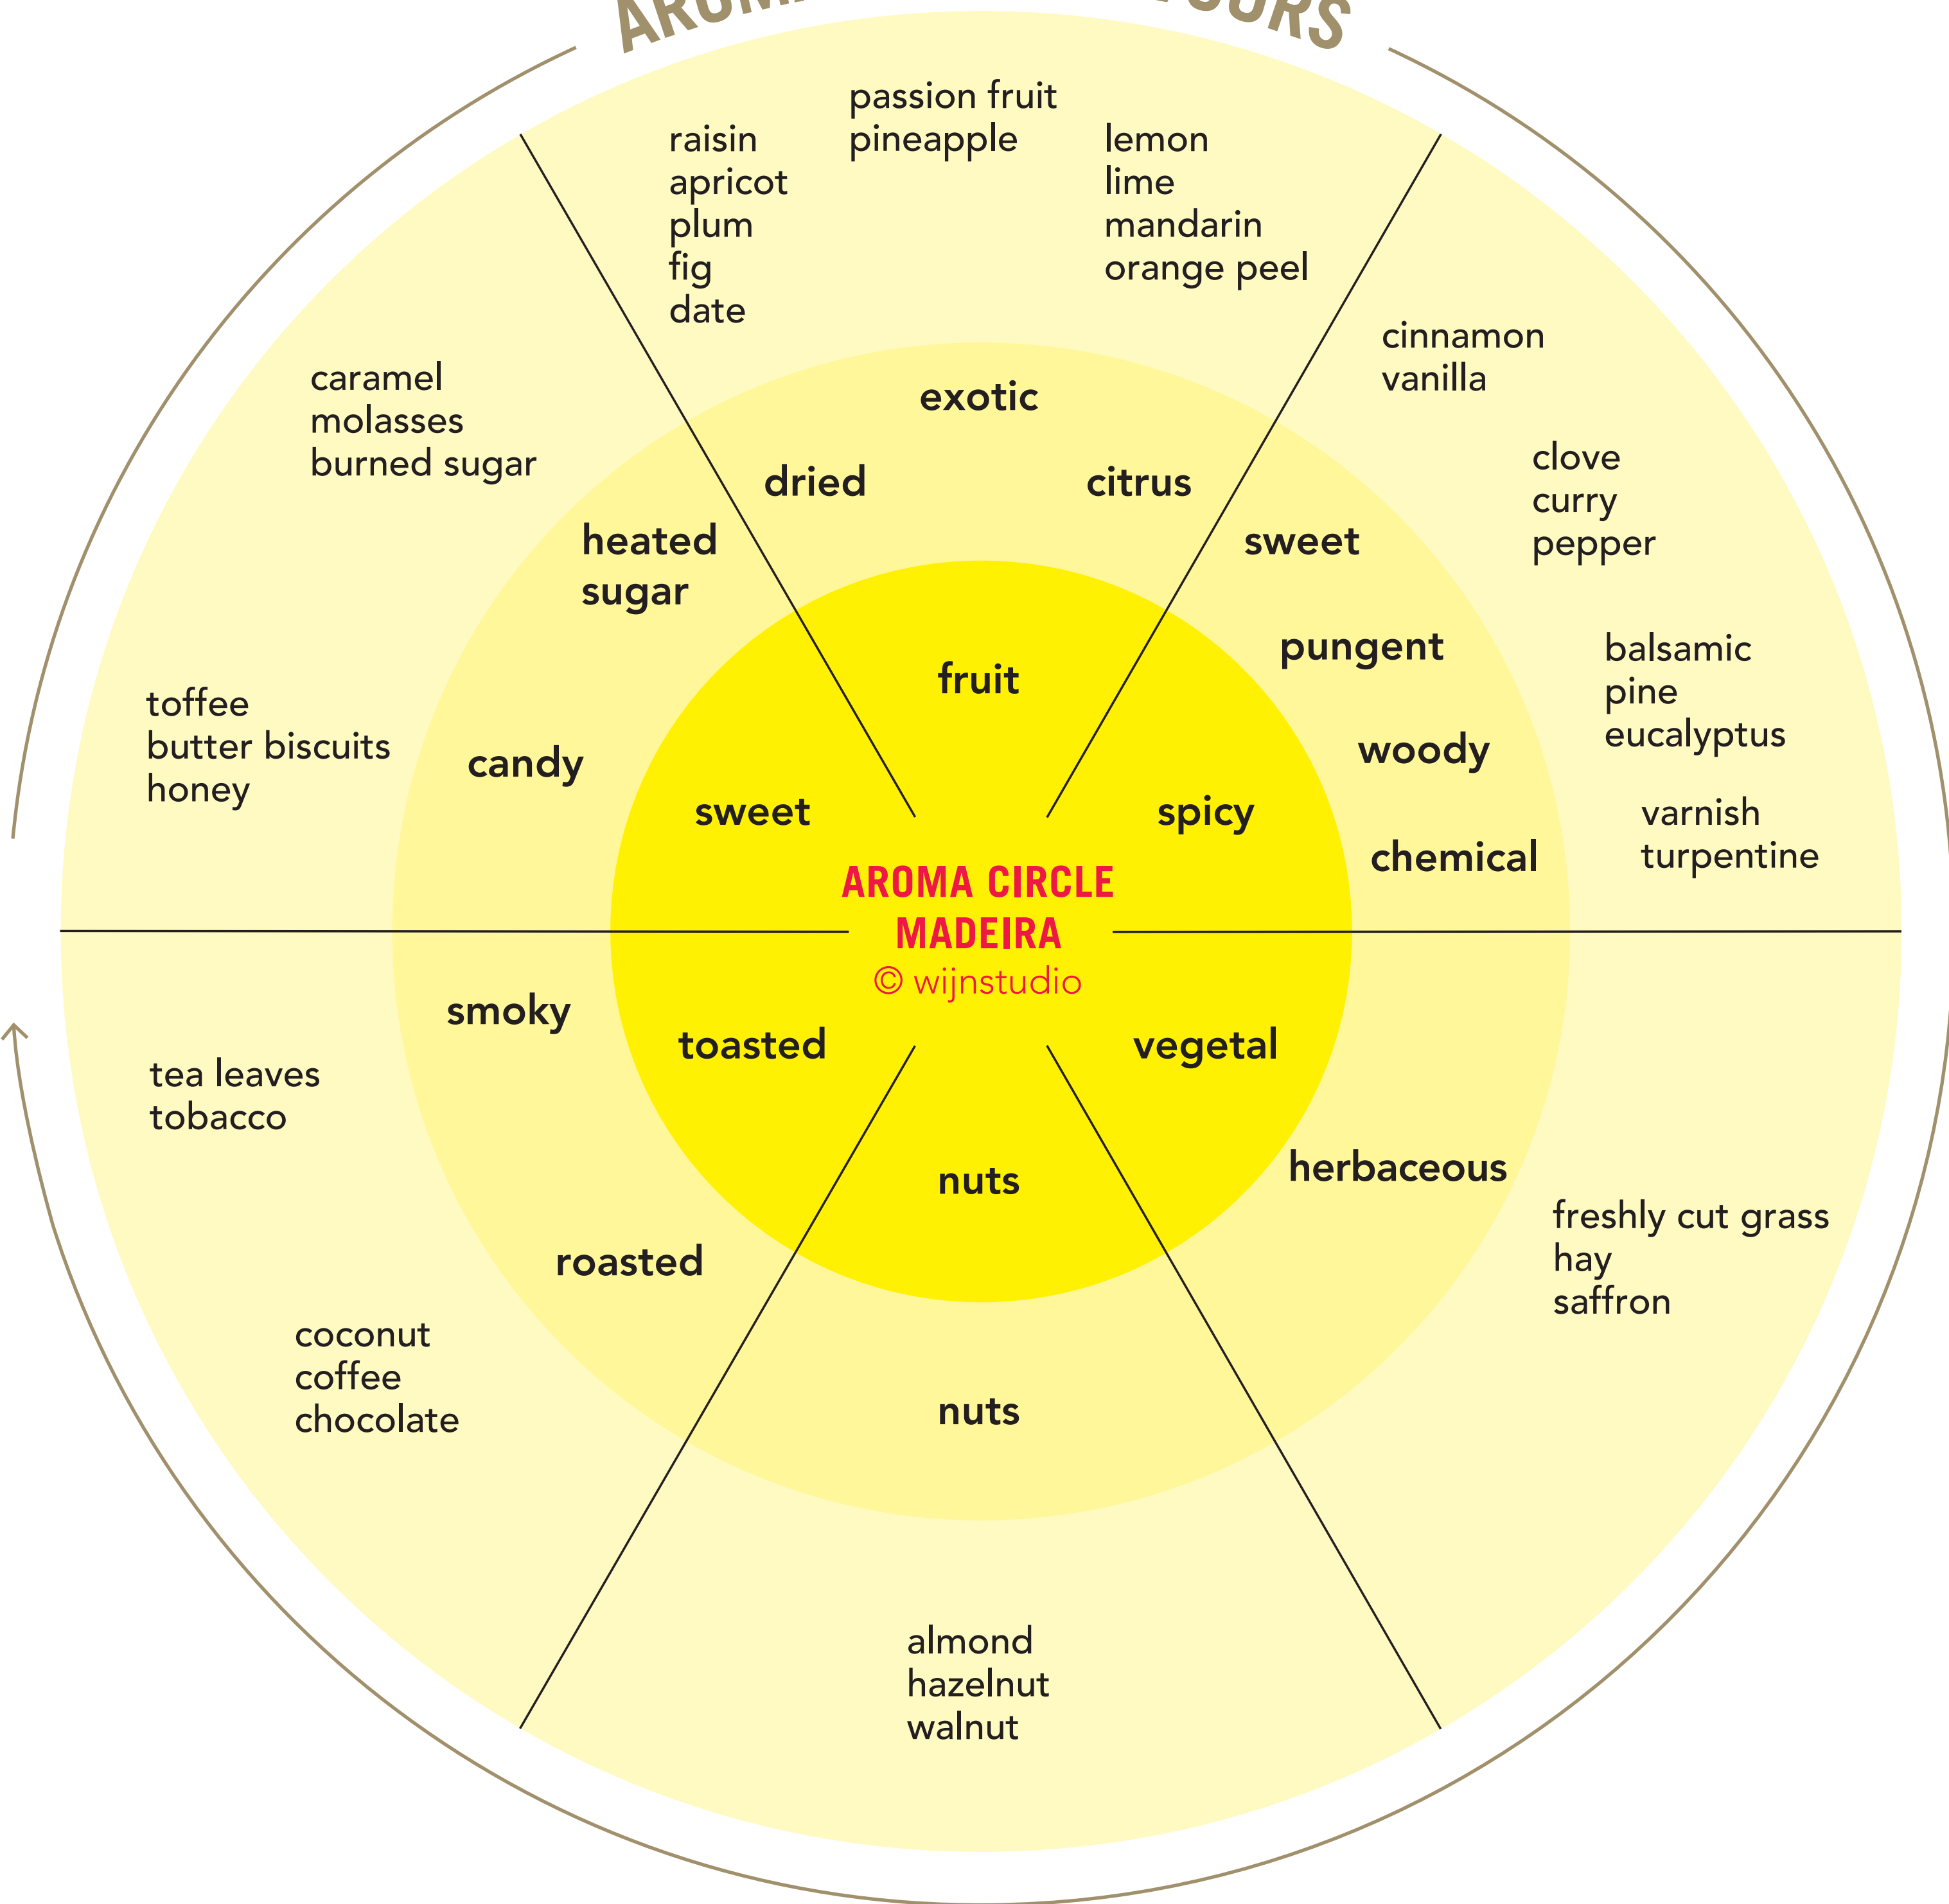 passion fruit
pineapple
raisin
apricot
plum
fig
date
lemon
lime
mandarin
orange peel
exotic
dried
citrus
fruit
cinnamon
vanilla
clove
curry
pepper
balsamic
pine
eucalyptus
varnish
turpentine
sweet
pungent
woody
chemical
spicy
freshly cut grass
hay
saffron
herbaceous
vegetal
almond
hazelnut
walnut
nuts
nuts
coconut
coffee
chocolate
tea leaves
tobacco
roasted
smoky
toasted
toffee
butter biscuits
honey
caramel
molasses
burned sugar
candy
heated
sugar
sweet
AROMA CIRCLE
MADEIRA
© wijnstudio